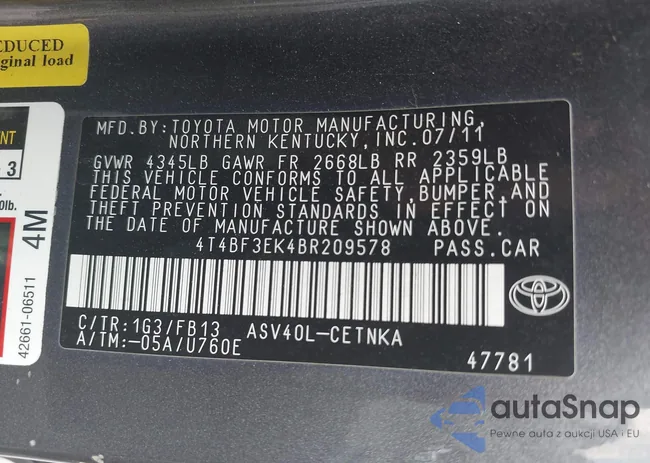 EDUCED
ginal load
ENT
3
0lb.
4M
42661-06511
MFD.BY:TOYOTA MOTOR MANUFACTURING,
NORTHERN KENTUCKY,INC.07/11
GVWR 4345LB GAWR FR 2668LB RR 2359LB
THIS VEHICLE CONFORMS TO ALL APPLICABLE
FEDERAL MOTOR VEHICLE SAFETY,BUMPER,AND
THEFT PREVENTION STANDARDS IN EFFECT ON
THE DATE OF MANUFACTURE SHOWN ABOVE.
4T4BF3EK4BR209578 PASS.CAR
C/TR:1G3/FB13 ASV40L-CETNKA
A/TM:-05A/U760E
47781
autaSnap
Pewne auta z aukcji USA i EU